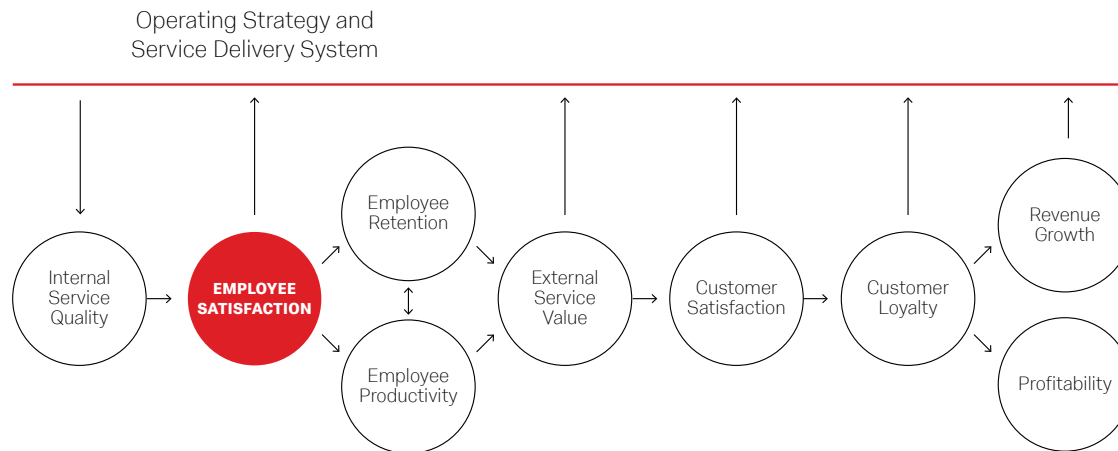 Operating Strategy and
Service Delivery System
Internal
Service
Quality
EMPLOYEE
SATISFACTION
Employee
Retention
Employee
Productivity
External
Service
Value
Customer
Satisfaction
Customer
Loyalty
Revenue
Growth
Profitability